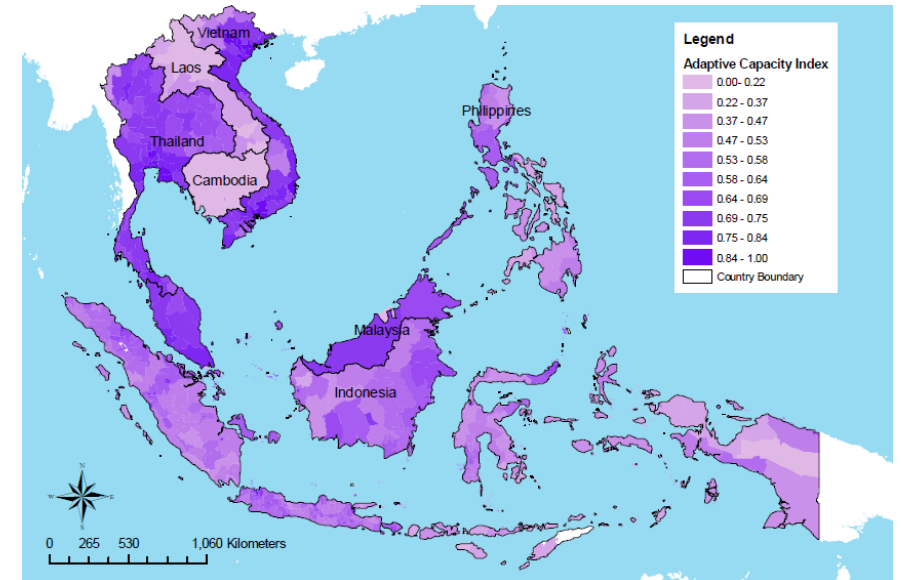 Vietnam
Laos
Thailand
Cambodia
Philippines
Malaysia
Indonesia
Legend
Adaptive Capacity Index
0.00- 0.22
0.22 - 0.37
0.37 - 0.47
0.47 - 0.53
0.53 - 0.58
0.58 - 0.64
0.64 - 0.69
0.69 - 0.75
0.75 - 0.84
0.84 - 1.00
Country Boundary
N
W E
S
0 265 530 1,060 Kilometers